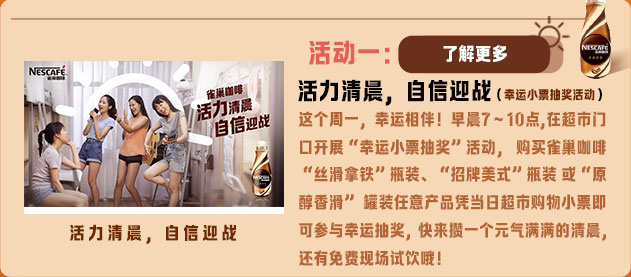 活动一：
了解更多
NESCAFÉ
活力清晨，自信迎战（幸运小票抽奖活动）
NESCAFÉ
雀巢咖啡
雀巢咖啡
活力清晨
自信迎战
这个周一，幸运相伴！早晨7～10点,在超市门
口开展“幸运小票抽奖”活动， 购买雀巢咖啡
“丝滑拿铁”瓶装、“招牌美式”瓶装 或“原
醇香滑” 罐装任意产品凭当日超市购物小票即
可参与幸运抽奖，快来攒一个元气满满的清晨，
还有免费现场试饮哦！
活力清晨，自信迎战